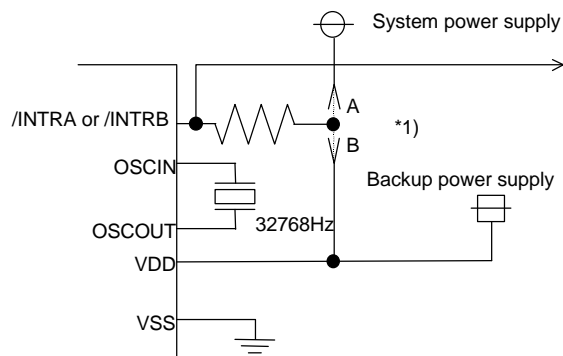 System power supply
A
/INTRA or /INTRB
*1)
B
OSCIN
Backup power supply
OSCOUT
32768Hz
VDD
VSS